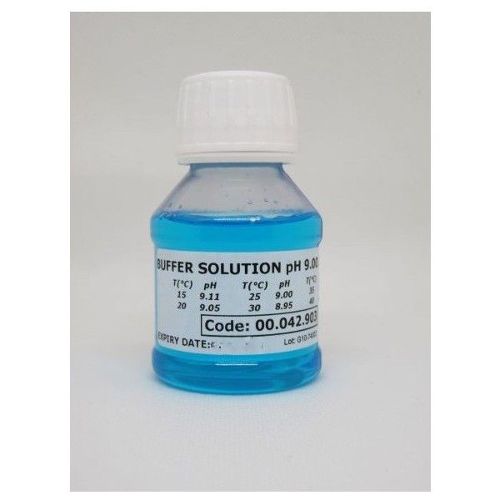 BUFFER SOLUTION pH 9.00
T(°C) pH T(°C) pH T(°C)
15 9.11 25 9.00 35
20 9.05 30 8.95 40
Code: 00.042.903
EXPIRY DATE:
Lot: